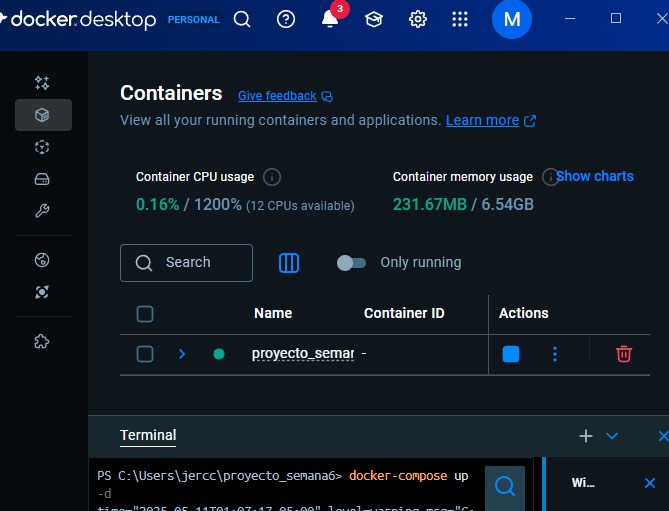 docker.desktop PERSONAL 3 M
Containers Give feedback
View all your running containers and applications. Learn more
Container CPU usage Container memory usage Show charts
0.16% / 1200% (12 CPUs available) 231.67MB / 6.54GB
Search Only running
Name Container ID Actions
proyecto_semar -
Terminal
PS C:\Users\jercc\proyecto_semana6> docker-compose up
-d
Wi...
time="2025-05-11T01:07:17-05:00" level=warning msg="C: